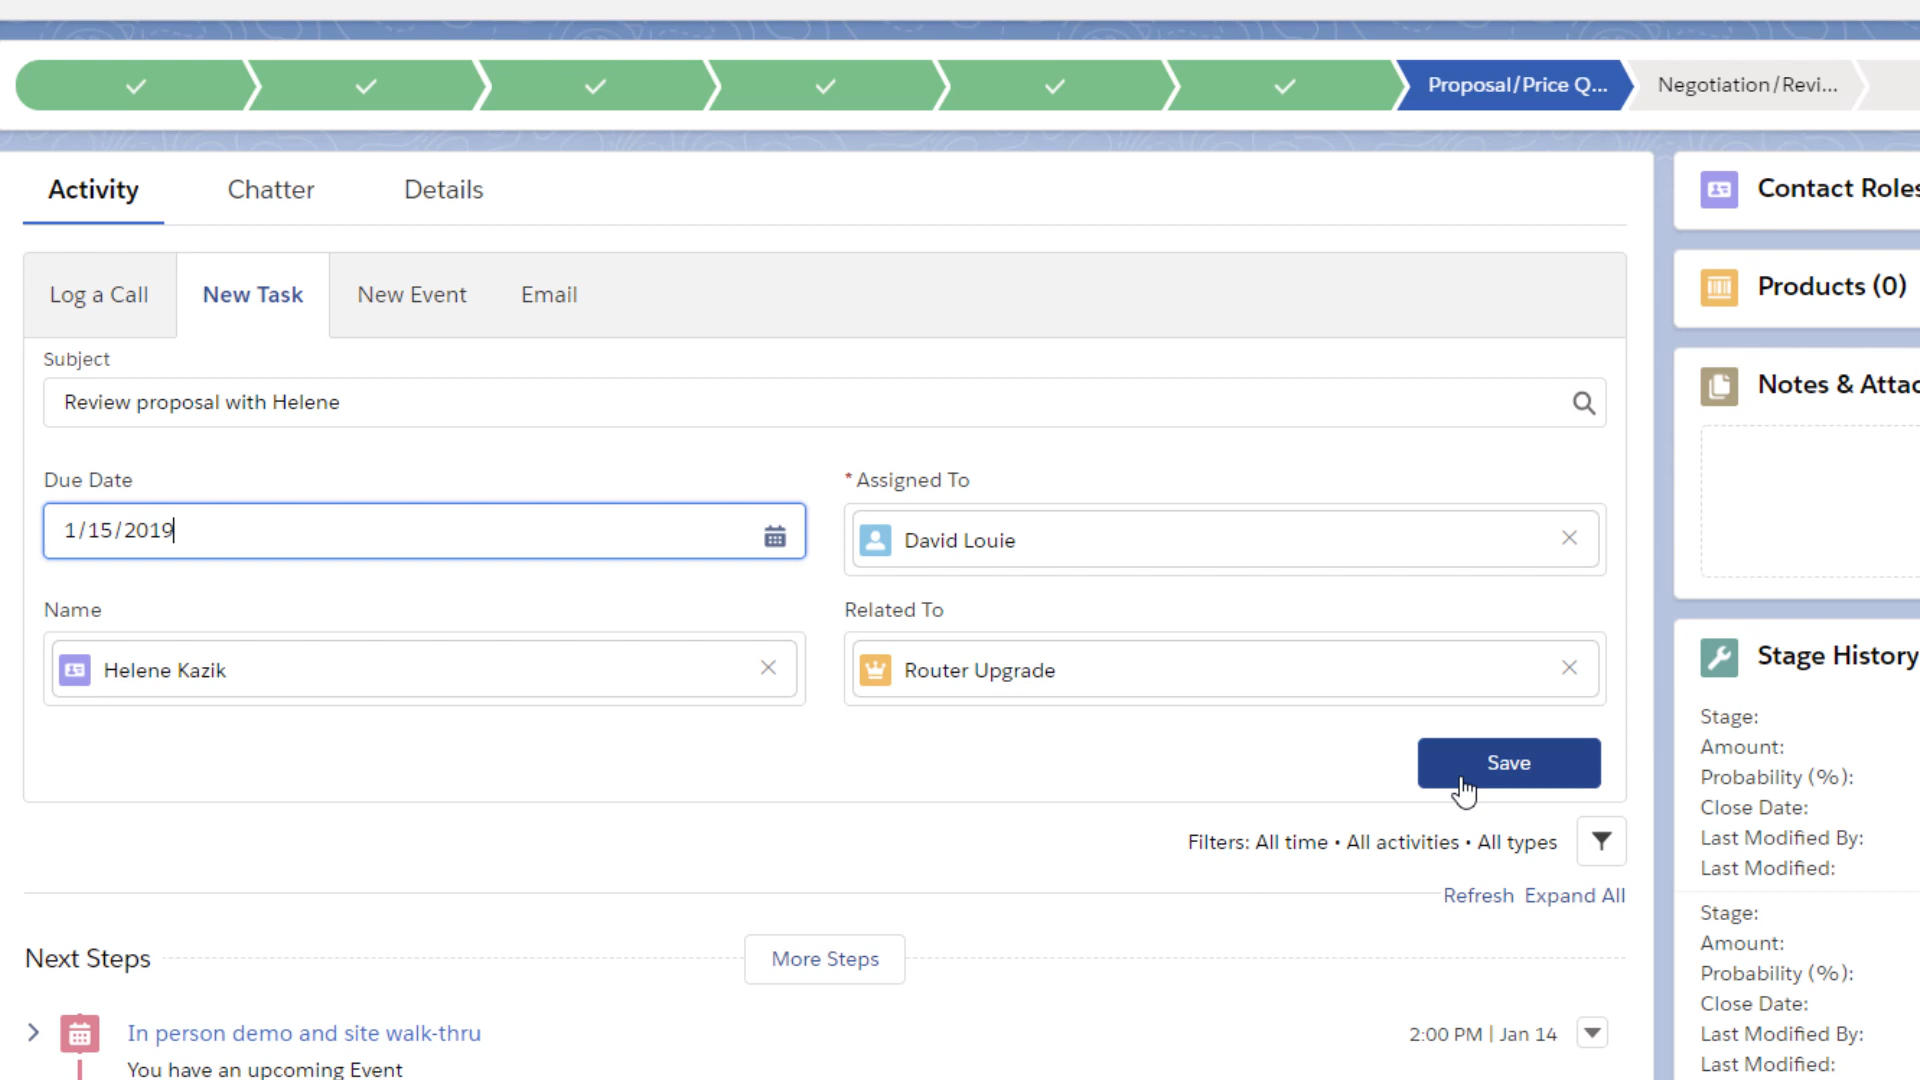 Proposal/Price Q...
Negotiation/Revi...
Activity
Chatter
Details
Log a Call
New Task
New Event
Email
Subject
Review proposal with Helene
Due Date
1/15/2019
*Assigned To
David Louie
Name
Helene Kazik
Related To
Router Upgrade
Save
Filters: All time • All activities • All types
Refresh Expand All
Next Steps
More Steps
In person demo and site walk-thru
2:00 PM | Jan 14
You have an upcoming Event
Contact Roles
Products (0)
Notes & Attac
Stage History
Stage:
Amount:
Probability (%):
Close Date:
Last Modified By:
Last Modified:
Stage:
Amount:
Probability (%):
Close Date:
Last Modified By:
Last Modified: